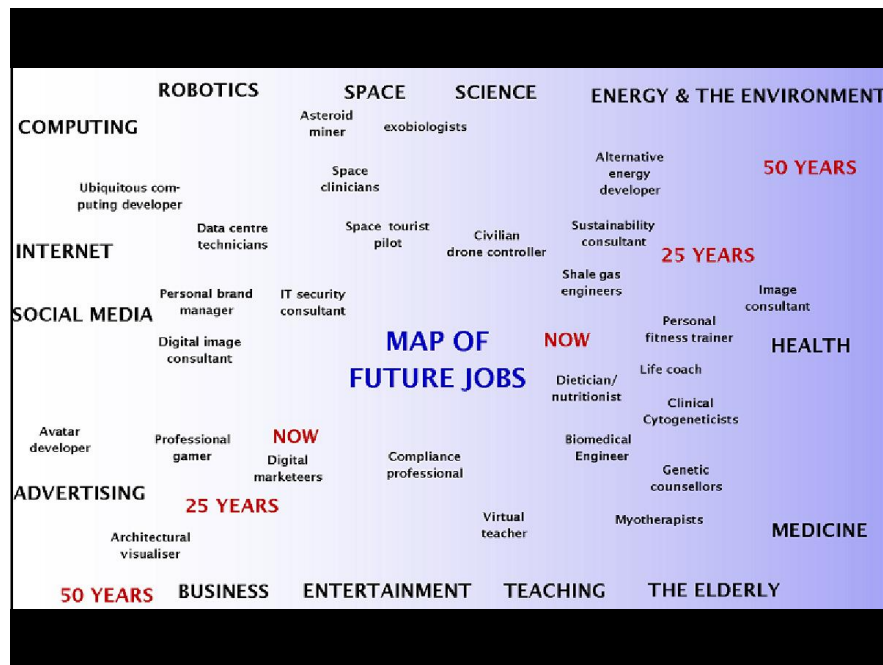 ROBOTICS
SPACE
SCIENCE
ENERGY & THE ENVIRONMENT
COMPUTING
Asteroid
miner
exobiologists
Alternative
energy
developer
50 YEARS
Space
clinicians
Ubiquitous com-
puting developer
Data centre
technicians
Space tourist
pilot
Civilian
drone controller
Sustainability
consultant
INTERNET
25 YEARS
Shale gas
engineers
Image
consultant
Personal brand
manager
IT security
consultant
SOCIAL MEDIA
Personal
fitness trainer
Digital image
consultant
MAP OF
FUTURE JOBS
NOW
HEALTH
Life coach
Dietician/
nutritionist
Clinical
Cytogeneticists
Avatar
developer
Professional
gamer
NOW
Digital
marketeers
Compliance
professional
Biomedical
Engineer
Genetic
counsellors
ADVERTISING
25 YEARS
Virtual
teacher
Myotherapists
MEDICINE
Architectural
visualiser
50 YEARS
BUSINESS
ENTERTAINMENT
TEACHING
THE ELDERLY